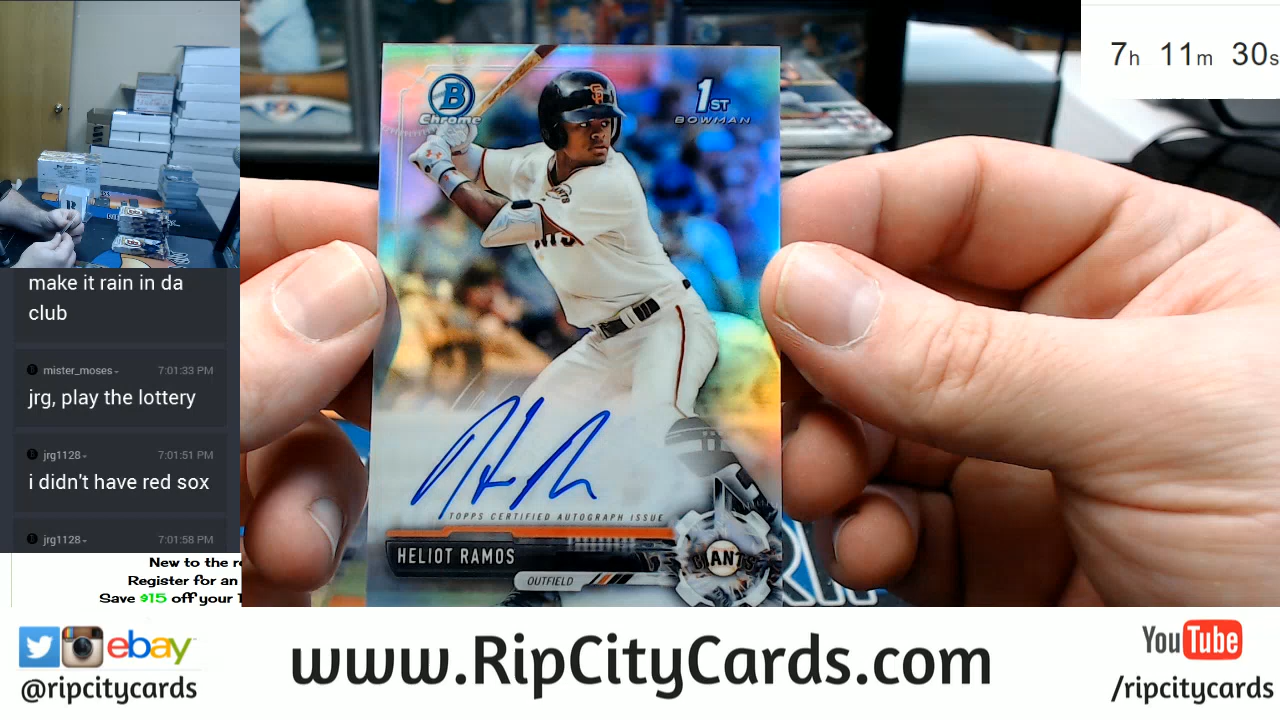 7h 11m 30s
B
Chrome
1ST
BOWMAN
SF
GIANTS
make it rain in da
club
mister_moses
7:01:33 PM
jrg, play the lottery
jrg1128
7:01:51 PM
i didn't have red sox
jrg1128
7:01:58 PM
TOPPS CERTIFIED AUTOGRAPH ISSUE
HELIOT RAMOS
GIANTS
OUTFIELD
New to the
Register for an
Save $15 off your
ebay
@ripcitycards
www.RipCityCards.com
YouTube
/ripcitycards